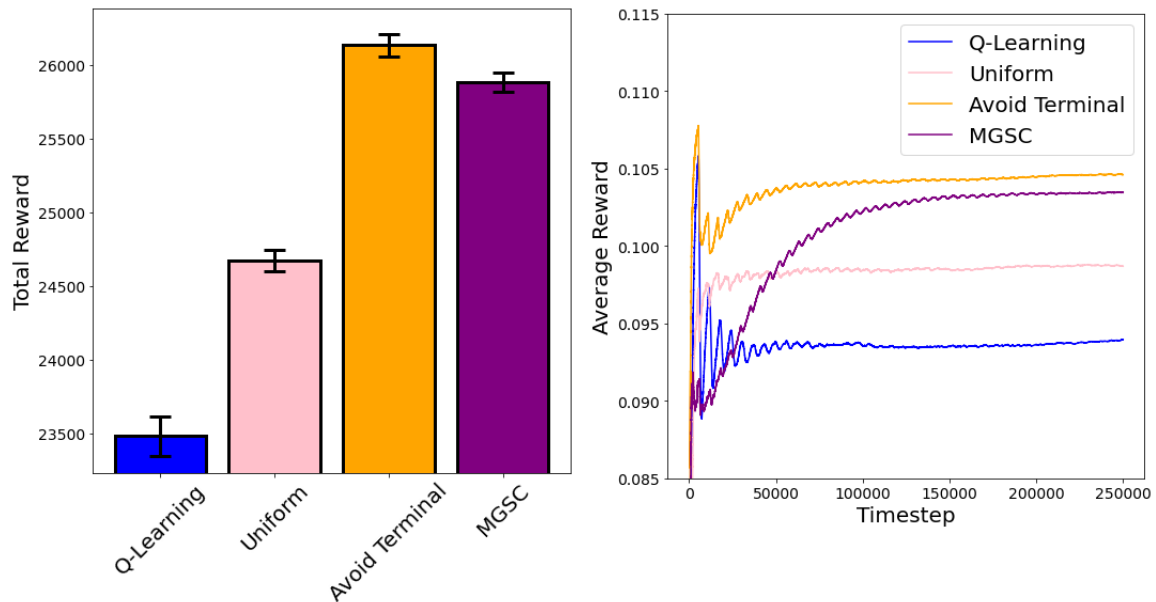 Total Reward
26000
25500
25000
24500
24000
23500
Q-Learning
Uniform
Avoid Terminal
MGSC
Average Reward
0.115
0.110
0.105
0.100
0.095
0.090
0.085
Q-Learning
Uniform
Avoid Terminal
MGSC
0
50000
100000
150000
200000
250000
Timestep